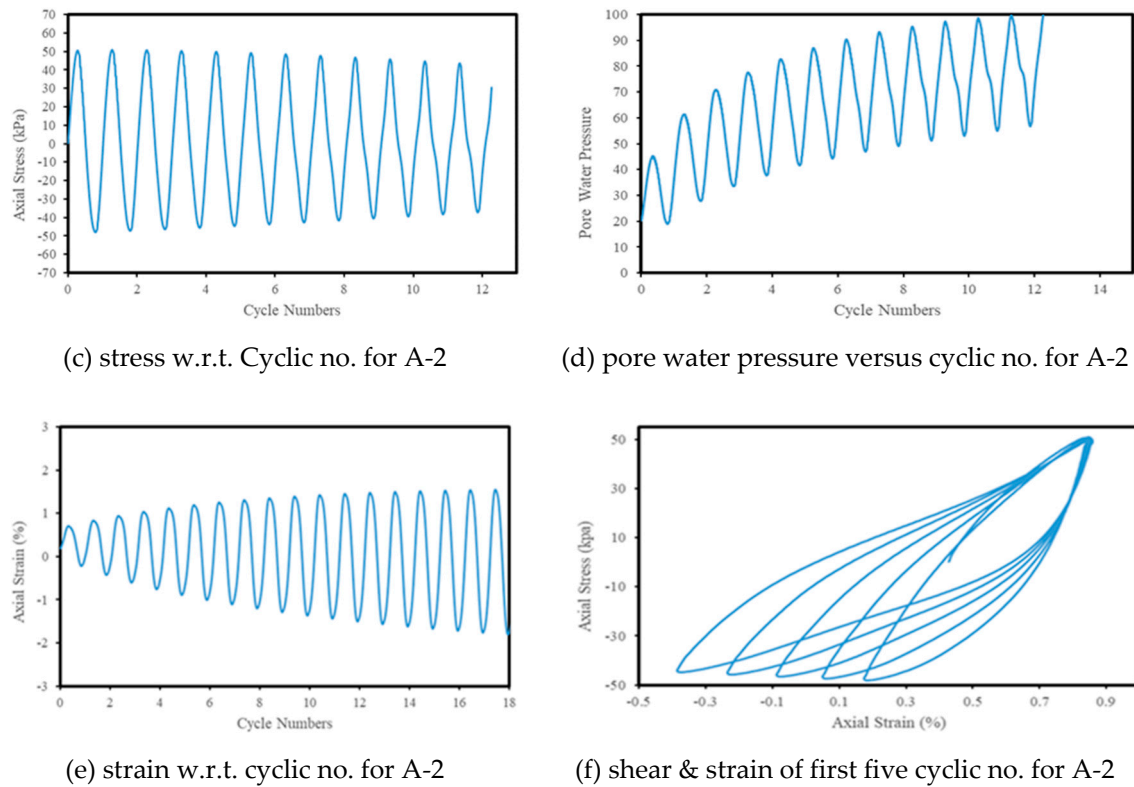 70
60
50
40
30
20
10
0
-10
-20
-30
-40
-50
-60
-70
Axial Stress (kPa)
0 2 4 6 8 10 12
Cycle Numbers
(c) stress w.r.t. Cyclic no. for A-2
100
90
80
70
60
50
40
30
20
10
0
Pore Water Pressure
0 2 4 6 8 10 12 14
Cycle Numbers
(d) pore water pressure versus cyclic no. for A-2
3
2
1
0
-1
-2
-3
Axial Strain (%)
0 2 4 6 8 10 12 14 16 18
Cycle Numbers
(e) strain w.r.t. cyclic no. for A-2
50
30
10
-10
-30
-50
Axial Stress (kpa)
-0.5 -0.3 -0.1 0.1 0.3 0.5 0.7 0.9
Axial Strain (%)
(f) shear & strain of first five cyclic no. for A-2